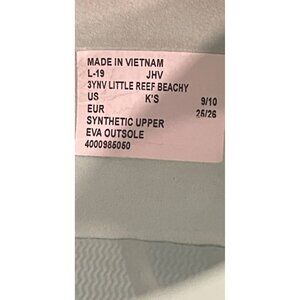 MADE IN VIETNAM
L-19 JHV
3YNV LITTLE REEF BEACHY
US K'S 9/10
EUR 25/26
SYNTHETIC UPPER
EVA OUTSOLE
4000985050